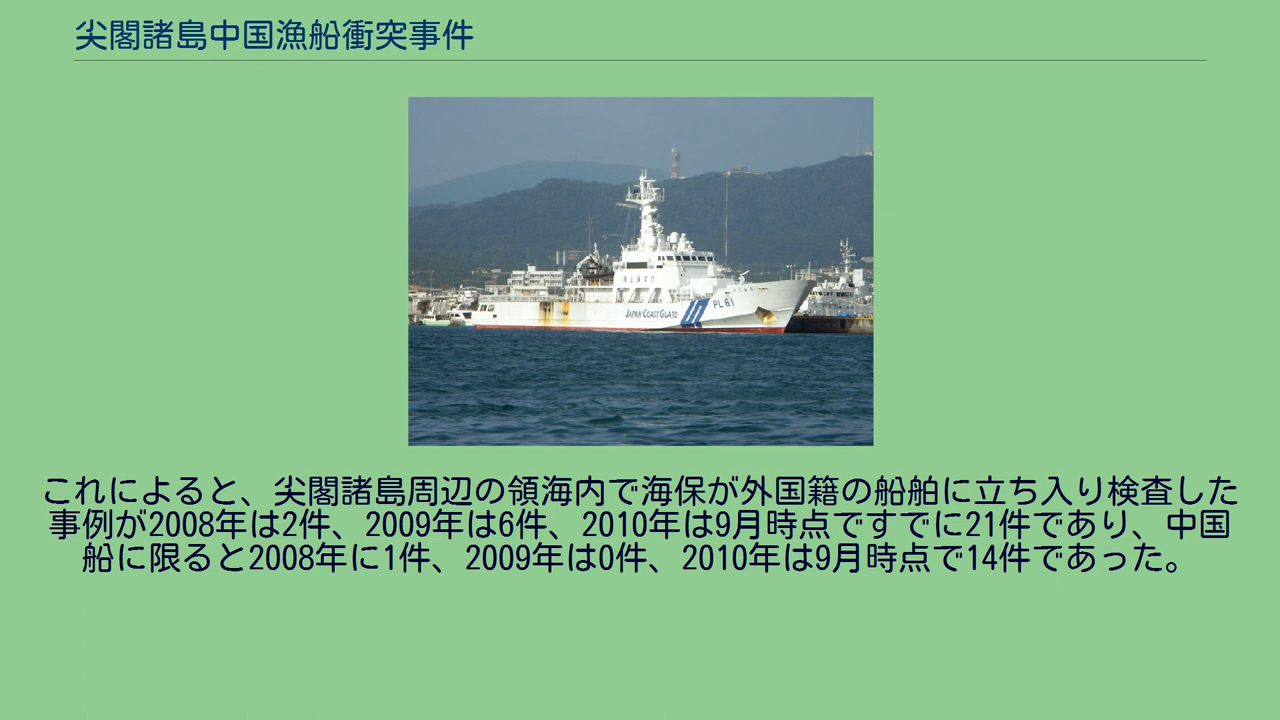 尖閣諸島中国漁船衝突事件
海上保安庁
JAPAN COAST GUARD
PL61
これによると、尖閣諸島周辺の領海内で海保が外国籍の船舶に立ち入り検査した
事例が2008年は2件、2009年は6件、2010年は9月時点ですでに21件であり、中国
船に限ると2008年に1件、2009年は0件、2010年は9月時点で14件であった。